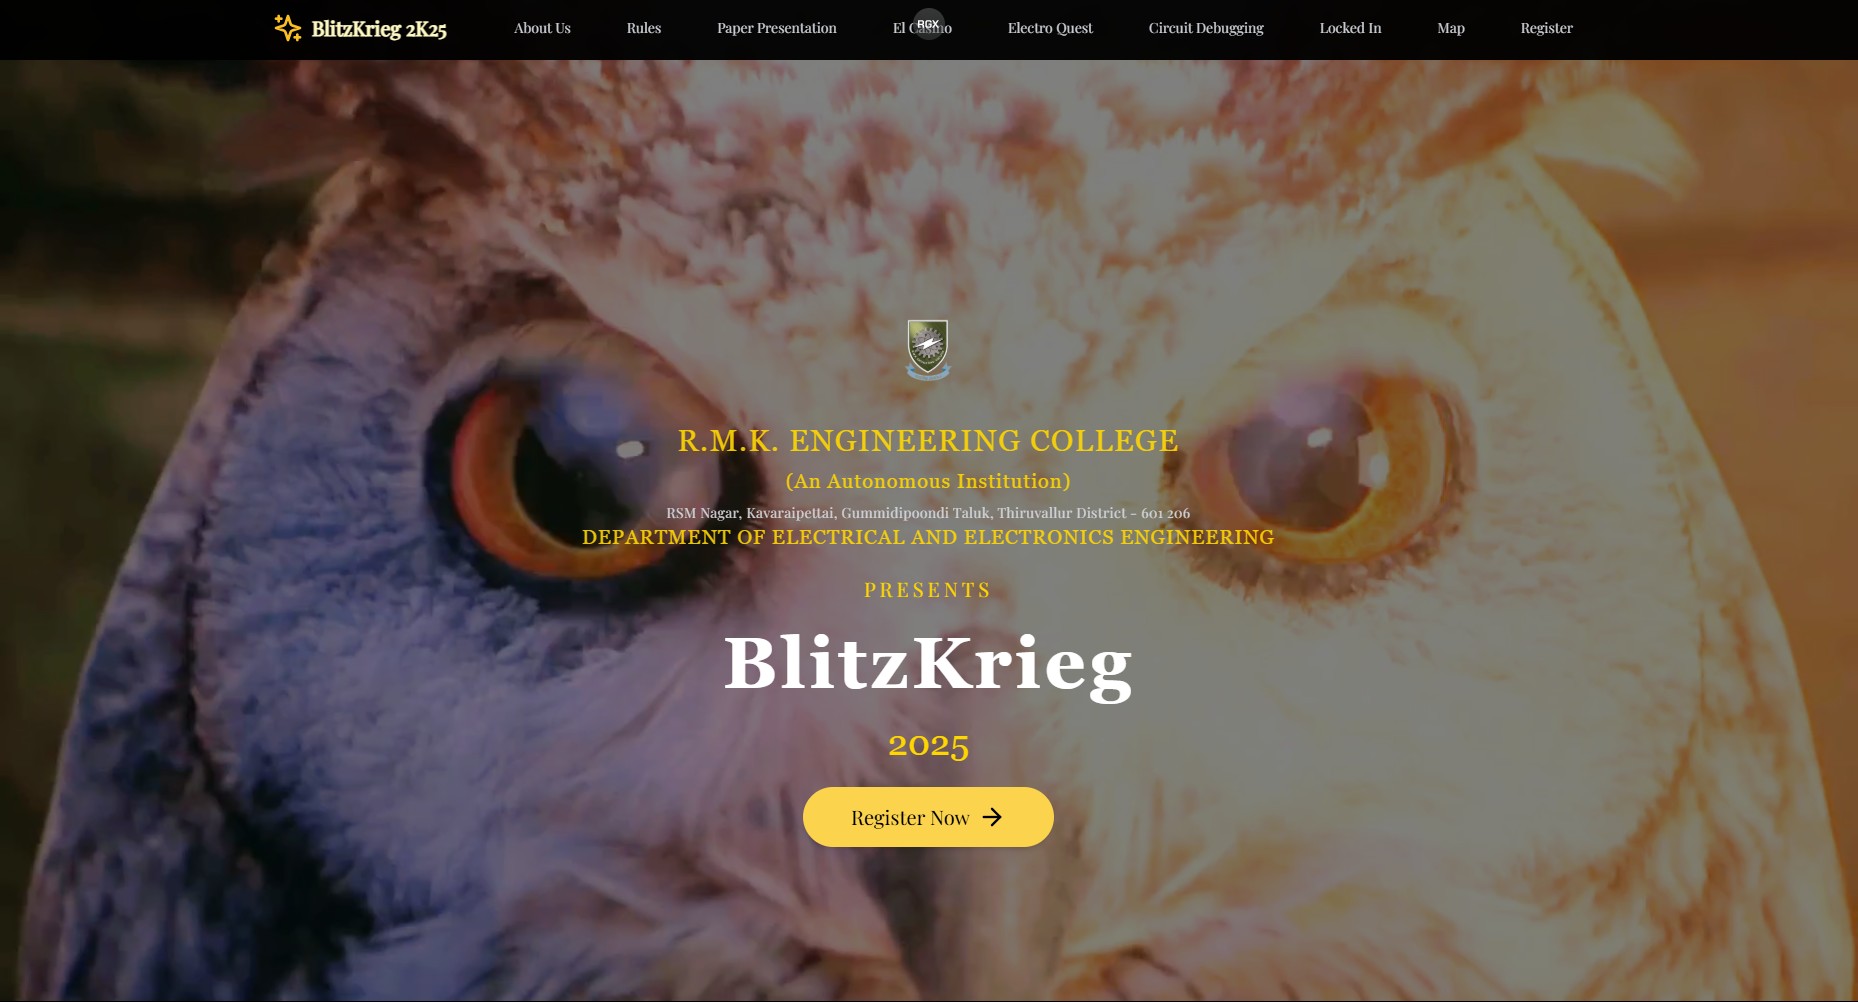 BlitzKrieg 2K25 About Us Rules Paper Presentation El Casino Electro Quest Circuit Debugging Locked In Map Register
RGX
R.M.K. ENGINEERING COLLEGE
(An Autonomous Institution)
RSM Nagar, Kavaraipettai, Gummidipoondi Taluk, Thiruvallur District - 601 206
DEPARTMENT OF ELECTRICAL AND ELECTRONICS ENGINEERING
PRESENTS
BlitzKrieg
2025
Register Now